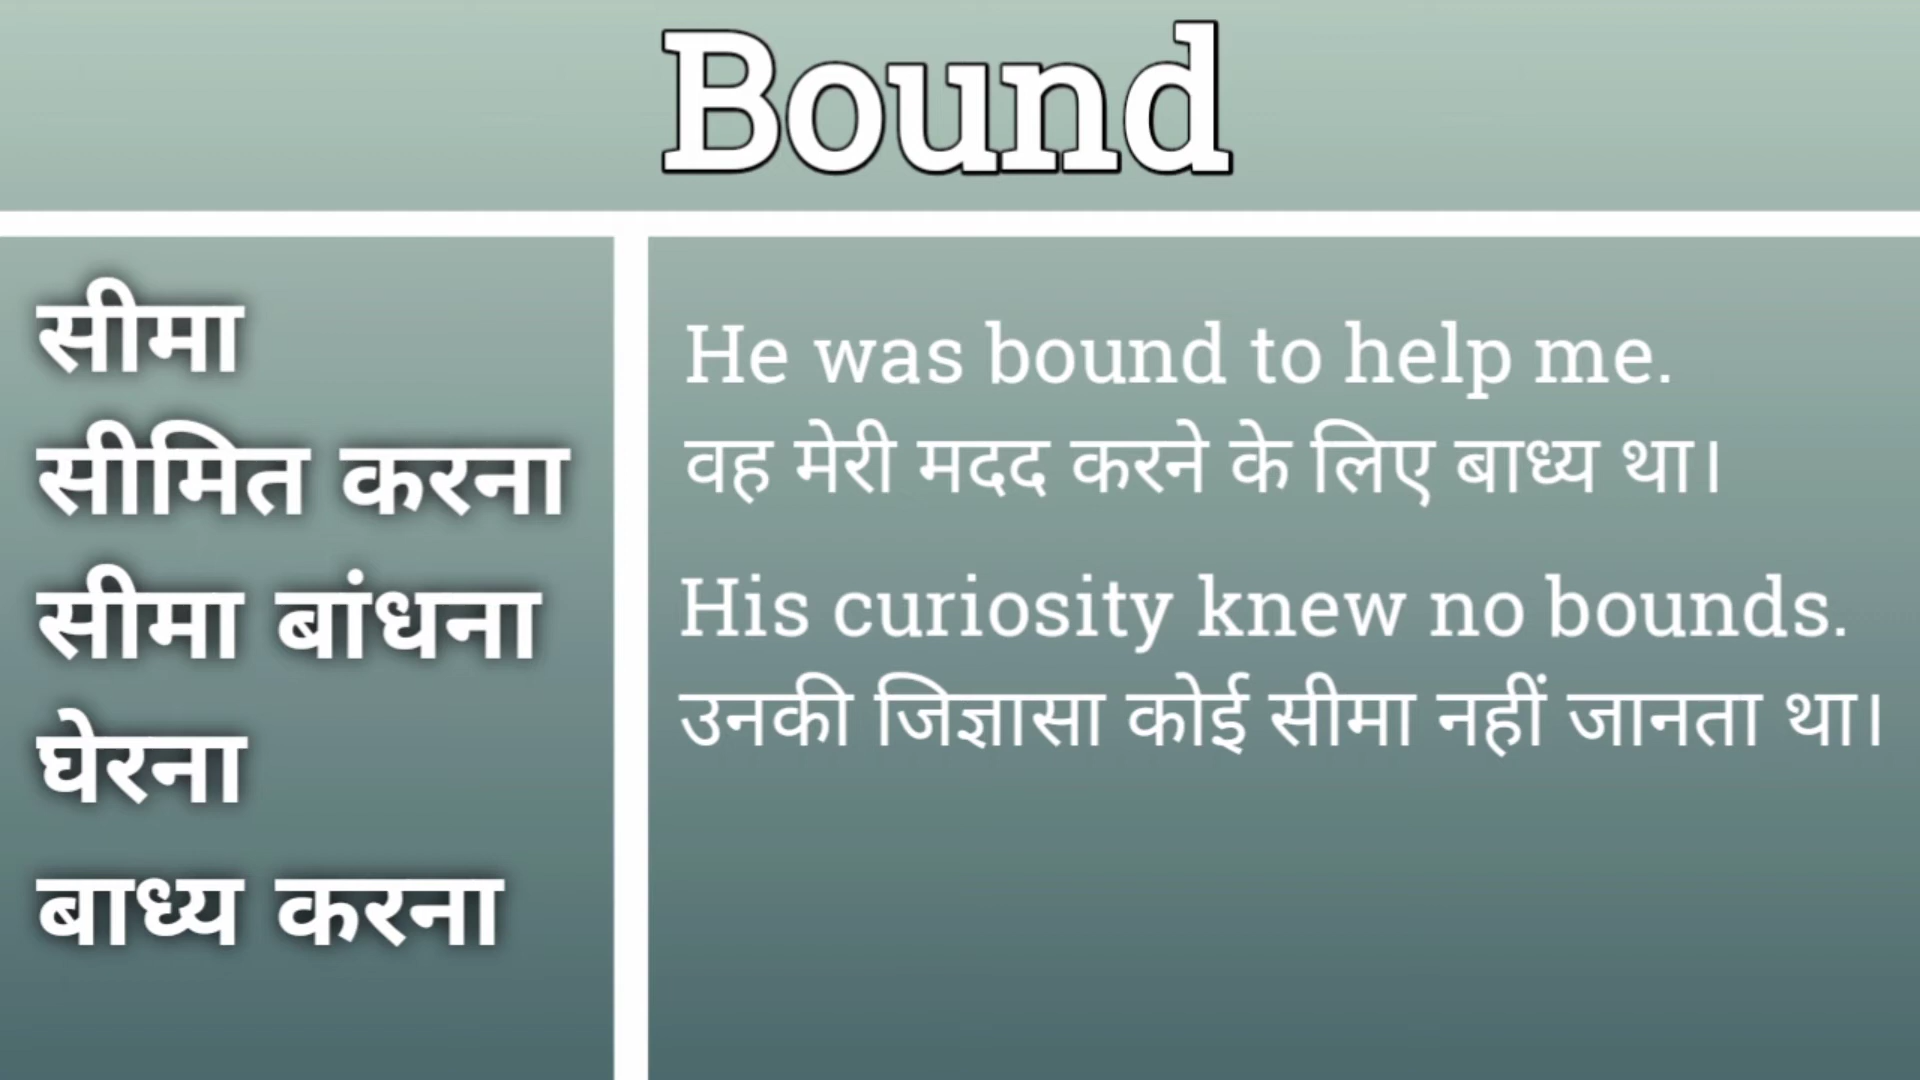 Bound
सीमा
सीमित करना
सीमा बांधना
घेरना
बाध्य करना
He was bound to help me.
वह मेरी मदद करने के लिए बाध्य था।
His curiosity knew no bounds.
उनकी जिज्ञासा कोई सीमा नहीं जानता था।